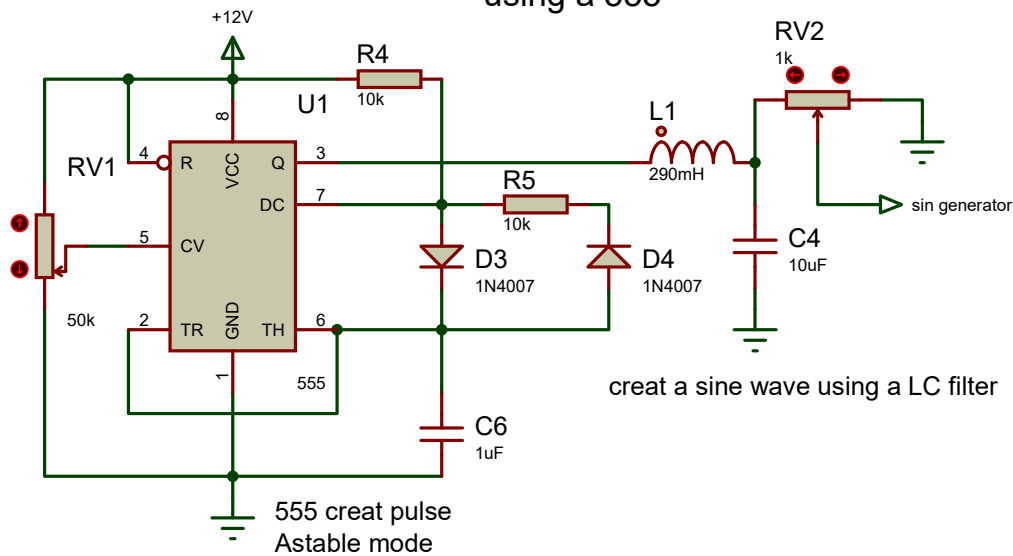 using a 555
+12V
RV2
1k
R4
10k
U1
L1
290mH
8
VCC
4
R
Q
3
RV1
R5
10k
DC
7
sin generator
5
CV
D3
1N4007
D4
1N4007
C4
10uF
50k
2
TR
GND
TH
6
1
555
creat a sine wave using a LC filter
C6
1uF
555 creat pulse
Astable mode